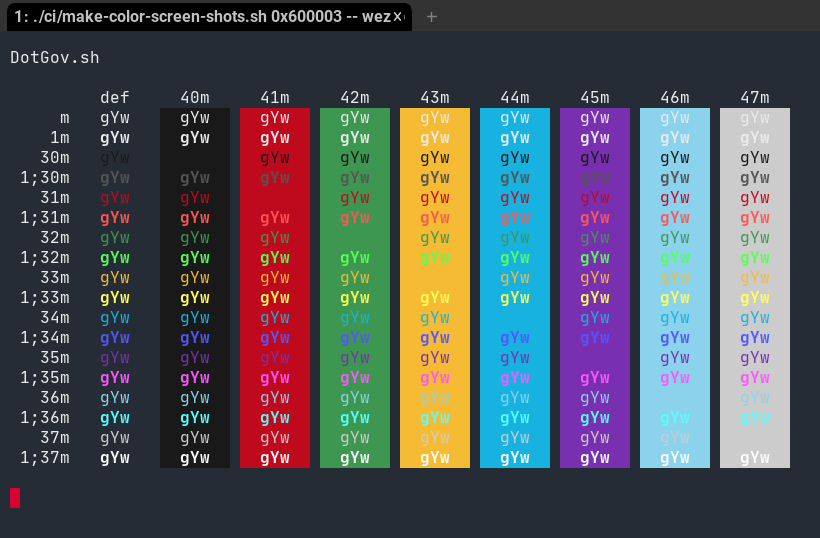 1: ./ci/make-color-screen-shots.sh 0x600003 -- wez× +
DotGov.sh
def 40m 41m 42m 43m 44m 45m 46m 47m
m gYw gYw gYw gYw gYw gYw gYw gYw gYw
1m gYw gYw gYw gYw gYw gYw gYw gYw gYw
30m gYw gYw gYw gYw gYw gYw gYw gYw
1;30m gYw gYw gYw gYw gYw gYw gYw gYw gYw
31m gYw gYw gYw gYw gYw gYw gYw gYw
1;31m gYw gYw gYw gYw gYw gYw gYw gYw gYw
32m gYw gYw gYw gYw gYw gYw gYw gYw
1;32m gYw gYw gYw gYw gYw gYw gYw gYw gYw
33m gYw gYw gYw gYw gYw gYw gYw gYw
1;33m gYw gYw gYw gYw gYw gYw gYw gYw gYw
34m gYw gYw gYw gYw gYw gYw gYw gYw
1;34m gYw gYw gYw gYw gYw gYw gYw gYw gYw
35m gYw gYw gYw gYw gYw gYw gYw gYw
1;35m gYw gYw gYw gYw gYw gYw gYw gYw gYw
36m gYw gYw gYw gYw gYw gYw gYw gYw
1;36m gYw gYw gYw gYw gYw gYw gYw gYw gYw
37m gYw gYw gYw gYw gYw gYw gYw gYw
1;37m gYw gYw gYw gYw gYw gYw gYw gYw gYw